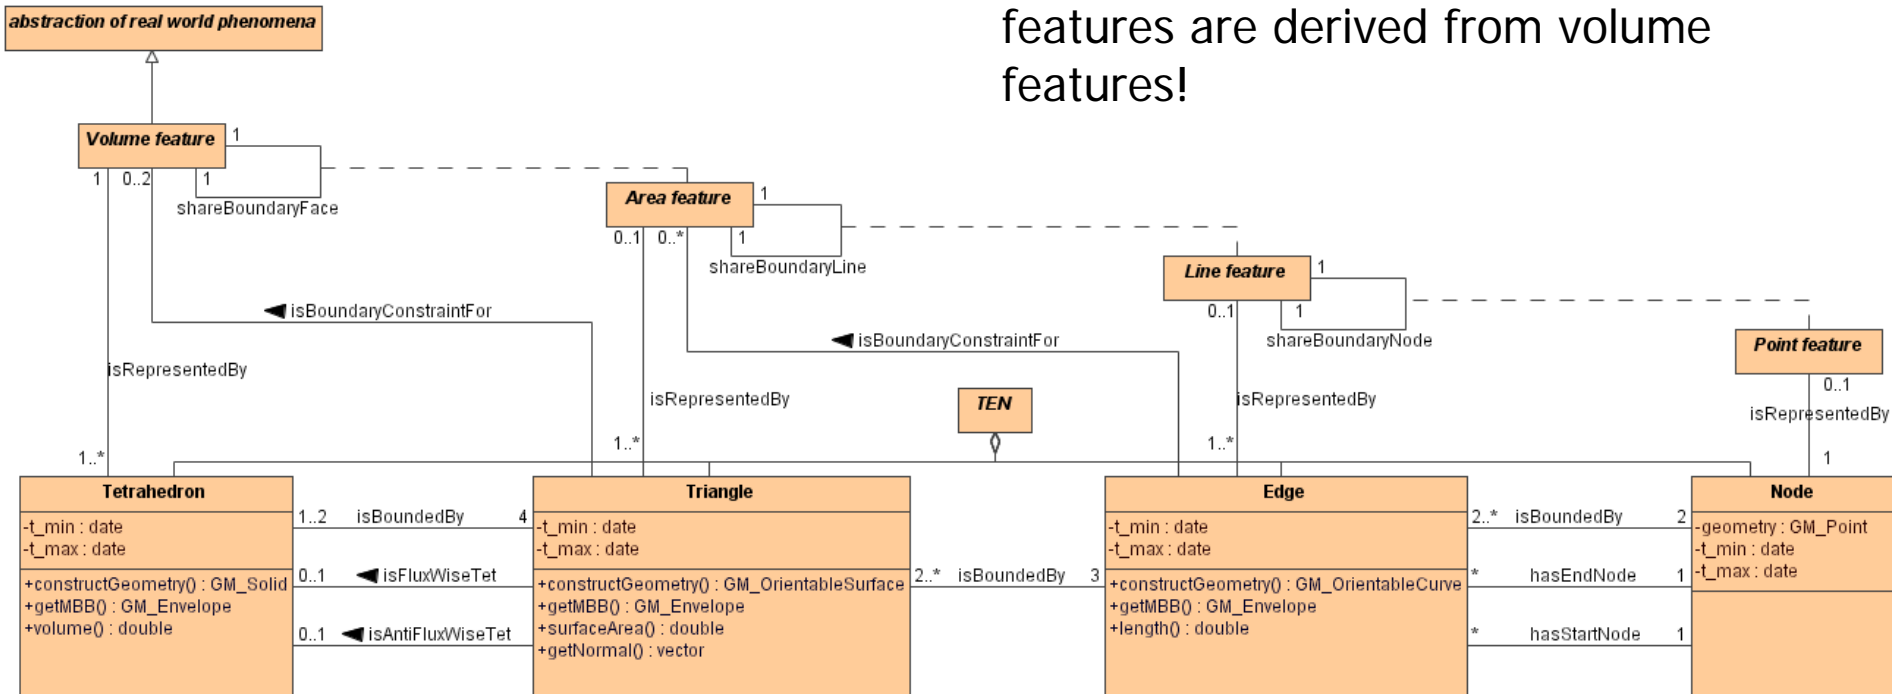 features are derived from volume
features!
abstraction of real world phenomena
Volume feature
1
1
0..2
1
shareBoundaryFace
Area feature
1
0..1
0..*
1
shareBoundaryLine
Line feature
1
0..1
1
shareBoundaryNode
Point feature
0..1
isBoundaryConstraintFor
isBoundaryConstraintFor
isRepresentedBy
isRepresentedBy
isRepresentedBy
isRepresentedBy
TEN
1..*
1..*
1..*
1
Tetrahedron
-t_min : date
-t_max : date
+constructGeometry() : GM_Solid
+getMBB() : GM_Envelope
+volume() : double
1..2 isBoundedBy 4
0..1 isFluxWiseTet
0..1 isAntiFluxWiseTet
Triangle
-t_min : date
-t_max : date
+constructGeometry() : GM_OrientableSurface
+getMBB() : GM_Envelope
+surfaceArea() : double
+getNormal() : vector
2..* isBoundedBy 3
Edge
-t_min : date
-t_max : date
+constructGeometry() : GM_OrientableCurve
+getMBB() : GM_Envelope
+length() : double
2..* isBoundedBy 2
* hasEndNode 1
* hasStartNode 1
Node
-geometry : GM_Point
-t_min : date
-t_max : date